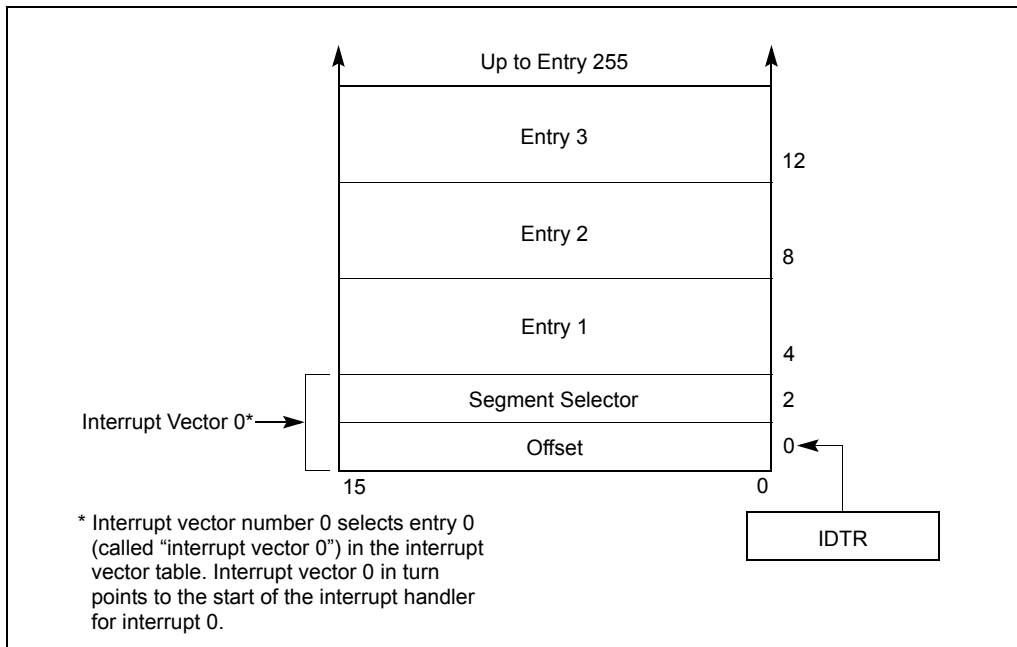 Up to Entry 255
Entry 3
12
Entry 2
8
Entry 1
4
Segment Selector
2
Interrupt Vector 0*
Offset
0
15
0
IDTR
* Interrupt vector number 0 selects entry 0
(called “interrupt vector 0”) in the interrupt
vector table. Interrupt vector 0 in turn
points to the start of the interrupt handler
for interrupt 0.